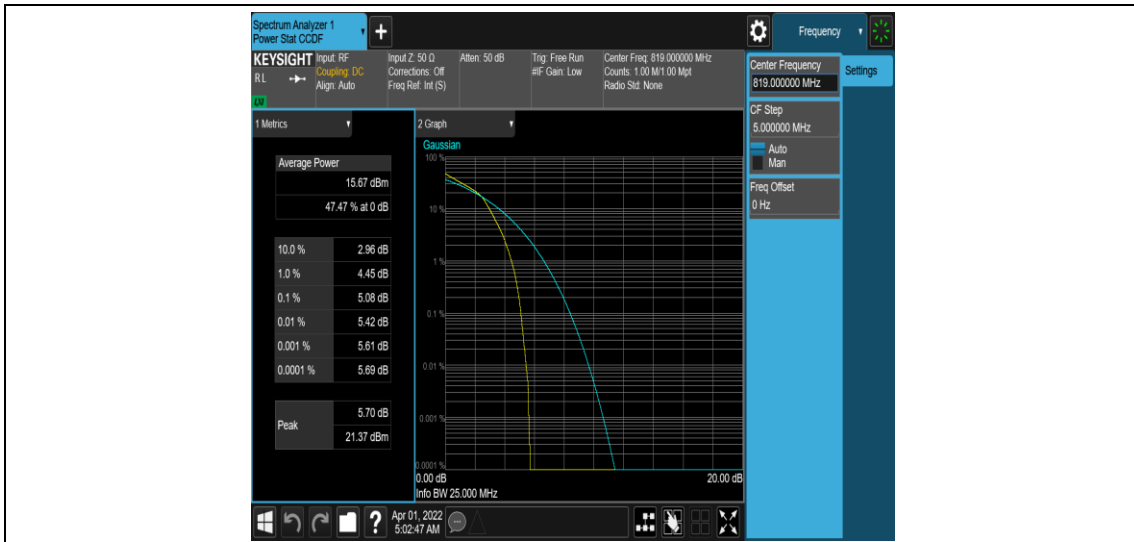 Spectrum Analyzer 1
Power Stat CCDF
Frequency
KEYSIGHT
Input: RF
Input Z: 50 Ω
Atten: 50 dB
Trig: Free Run
Center Freq: 819.000000 MHz
RL
Coupling: DC
Corrections: Off
#IF Gain: Low
Counts: 1.00 M/1.00 Mpt
Align: Auto
Freq Ref: Int (S)
Radio Std: None
LXI
Center Frequency
819.000000 MHz
Settings
CF Step
5.000000 MHz
Auto
Man
Freq Offset
0 Hz
1 Metrics
Average Power
15.67 dBm
47.47 % at 0 dB
10.0 % 2.96 dB
1.0 % 4.45 dB
0.1 % 5.08 dB
0.01 % 5.42 dB
0.001 % 5.61 dB
0.0001 % 5.69 dB
Peak
5.70 dB
21.37 dBm
2 Graph
Gaussian
100 %
10 %
1 %
0.1 %
0.01 %
0.001 %
0.0001 %
0.00 dB
20.00 dB
Info BW 25.000 MHz
?
Apr 01, 2022
5:02:47 AM